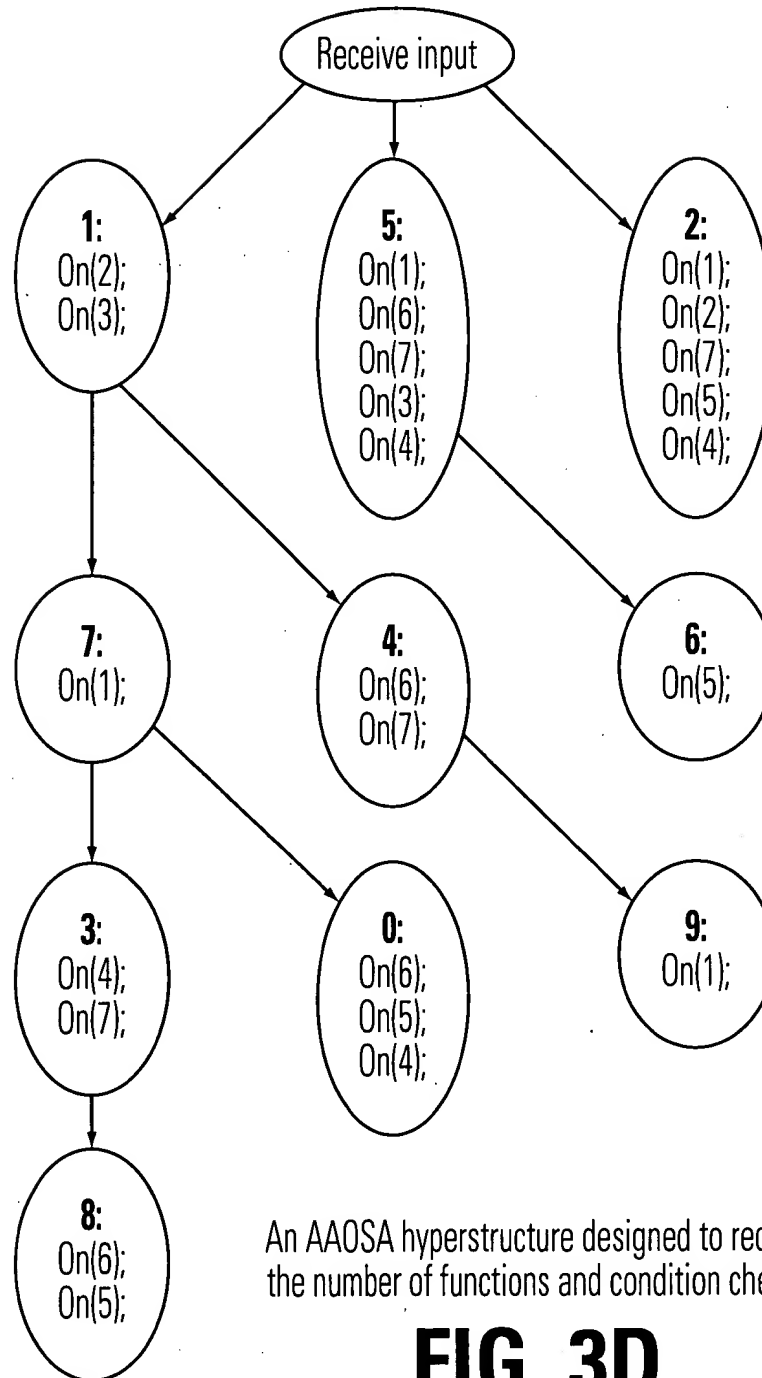 Receive input
1:
On(2);
On(3);
5:
On(1);
On(6);
On(7);
On(3);
On(4);
2:
On(1);
On(2);
On(7);
On(5);
On(4);
7:
On(1);
4:
On(6);
On(7);
6:
On(5);
3:
On(4);
On(7);
0:
On(6);
On(5);
On(4);
9:
On(1);
8:
On(6);
On(5);
An AAOSA hyperstructure designed to
the number of functions and condition
FIG. 3D